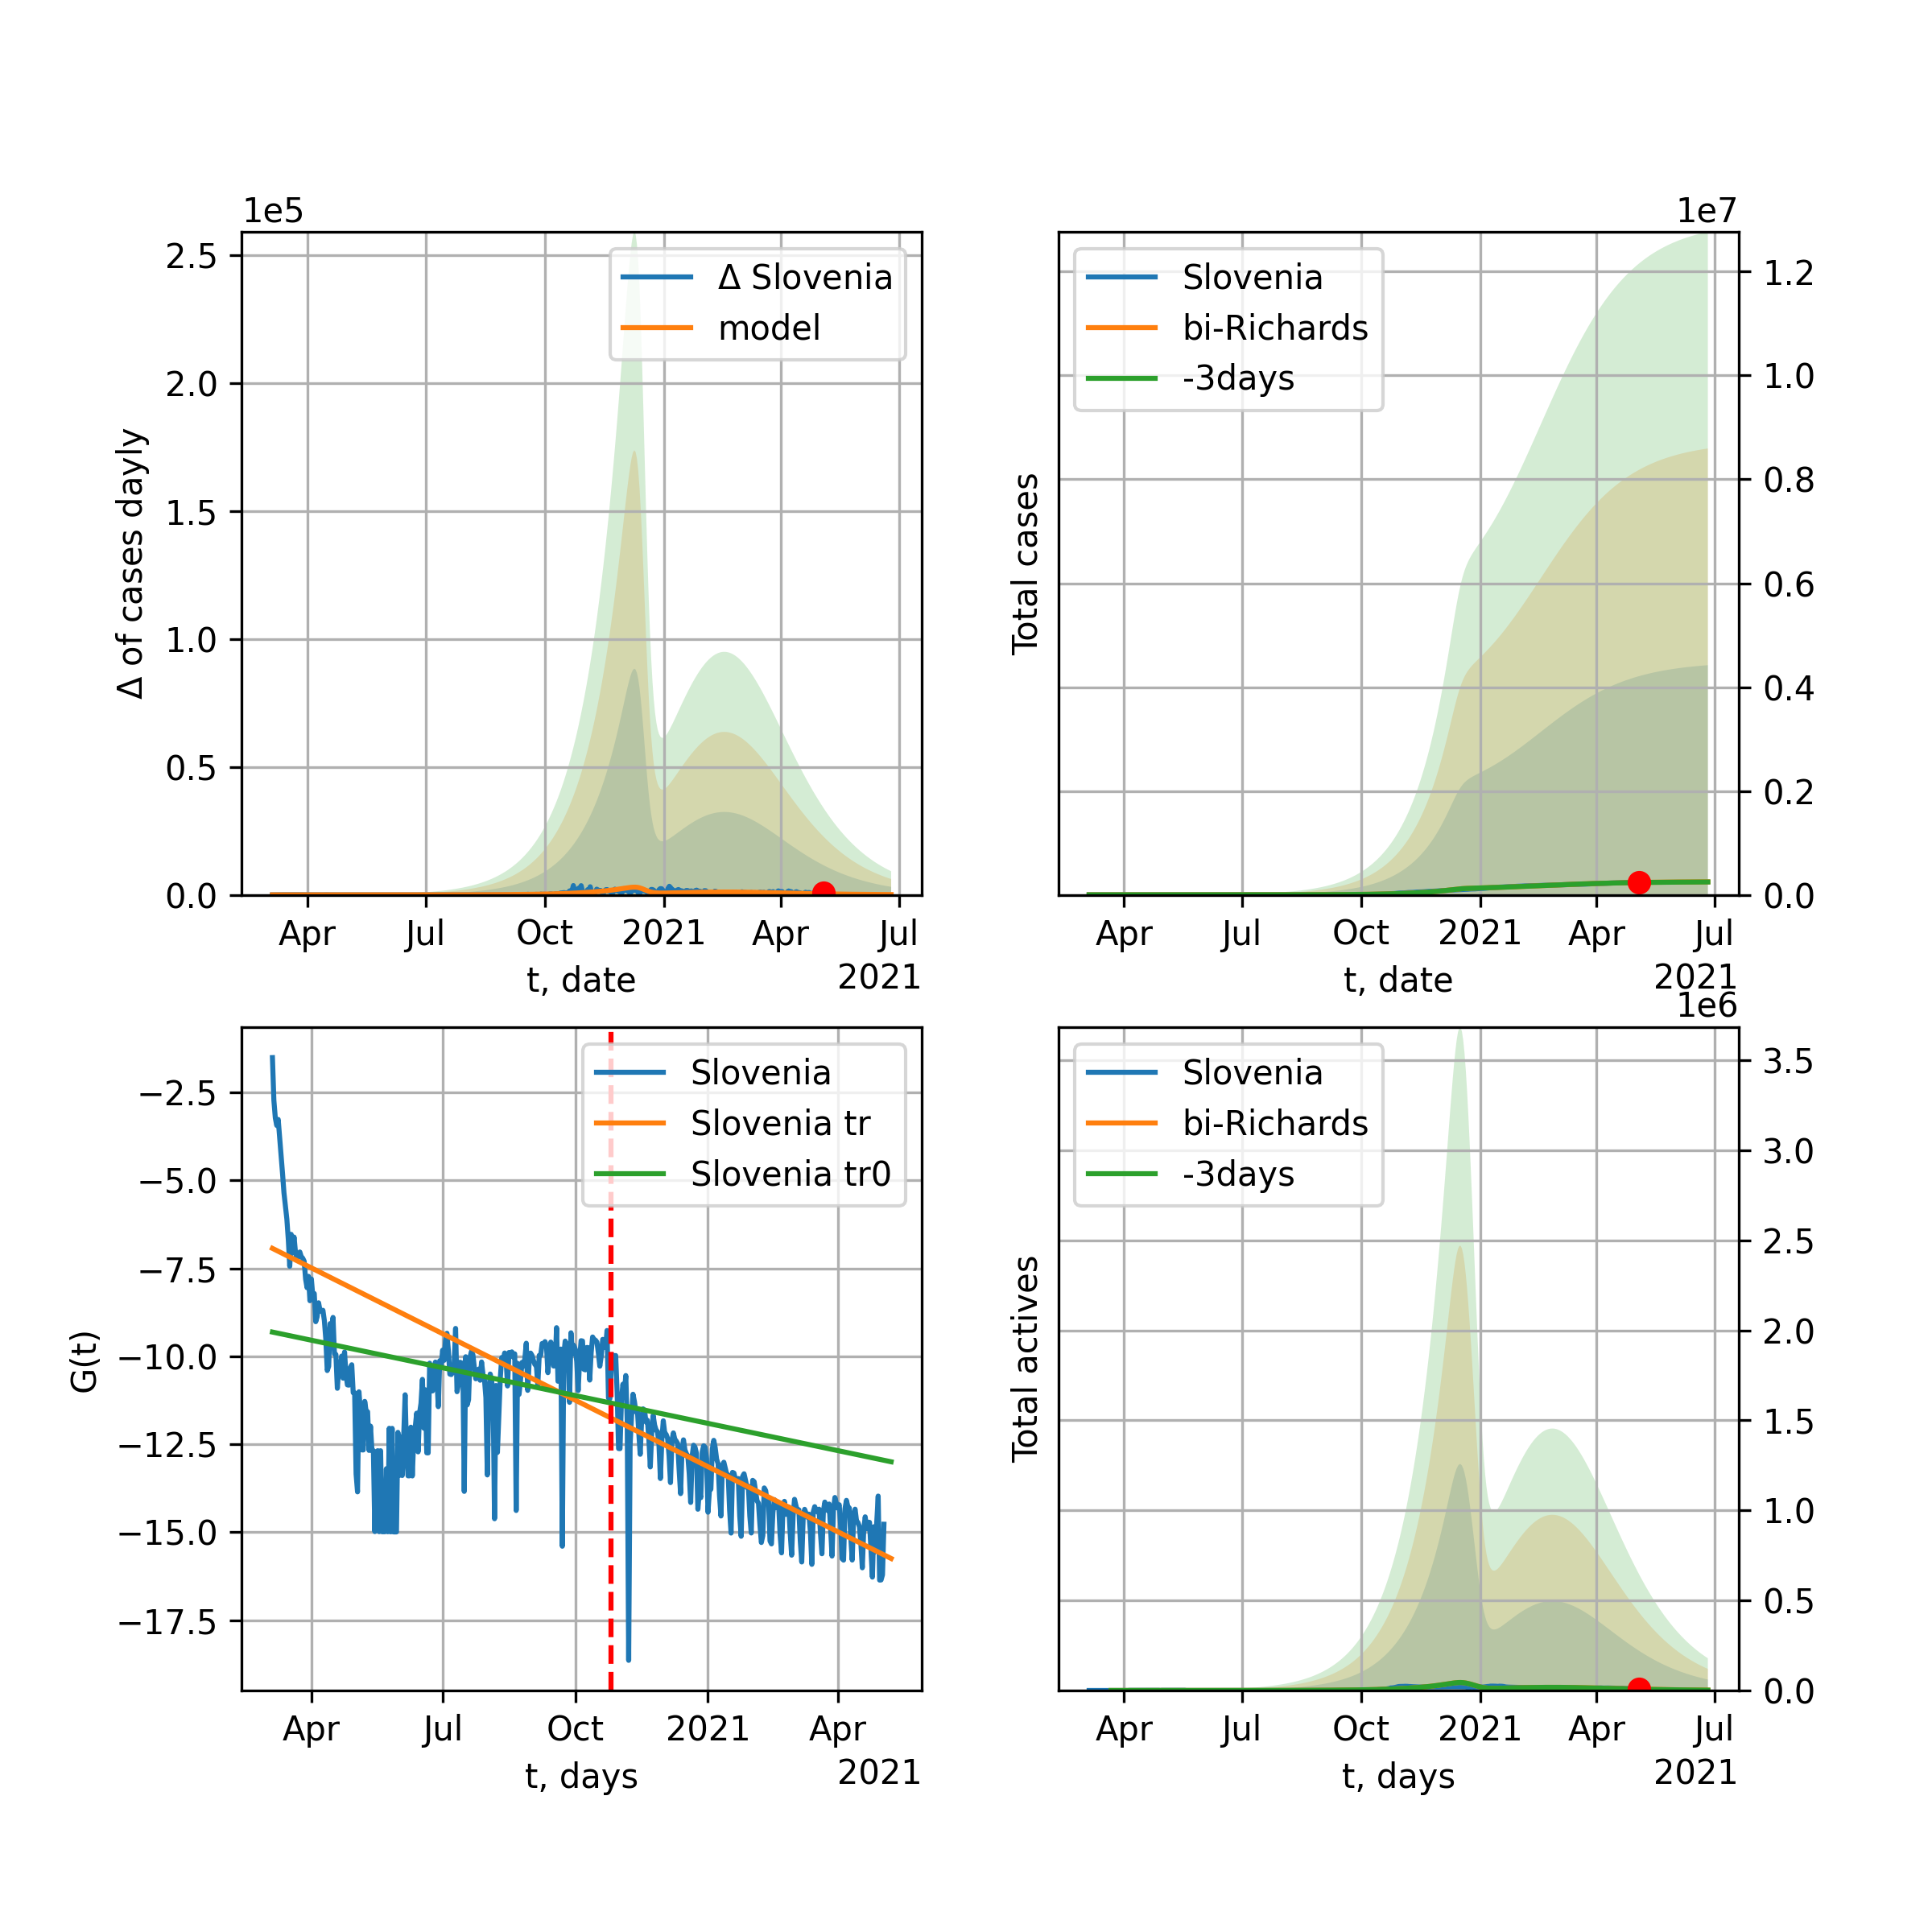 1e5
2.5
2.0
1.5
1.0
0.5
0.0
Δ of cases dayly
Δ Slovenia
model
Apr
Jul
Oct
2021
Apr
Jul
t, date
2021
1e7
Slovenia
bi-Richards
-3days
Total cases
1.2
1.0
0.8
0.6
0.4
0.2
0.0
Apr
Jul
Oct
2021
Apr
Jul
t, date
2021
−2.5
−5.0
−7.5
−10.0
−12.5
−15.0
−17.5
G(t)
Slovenia
Slovenia tr
Slovenia tr0
Apr
Jul
Oct
2021
Apr
t, days
2021
1e6
Slovenia
bi-Richards
-3days
Total actives
3.5
3.0
2.5
2.0
1.5
1.0
0.5
0.0
Apr
Jul
Oct
2021
Apr
Jul
t, days
2021